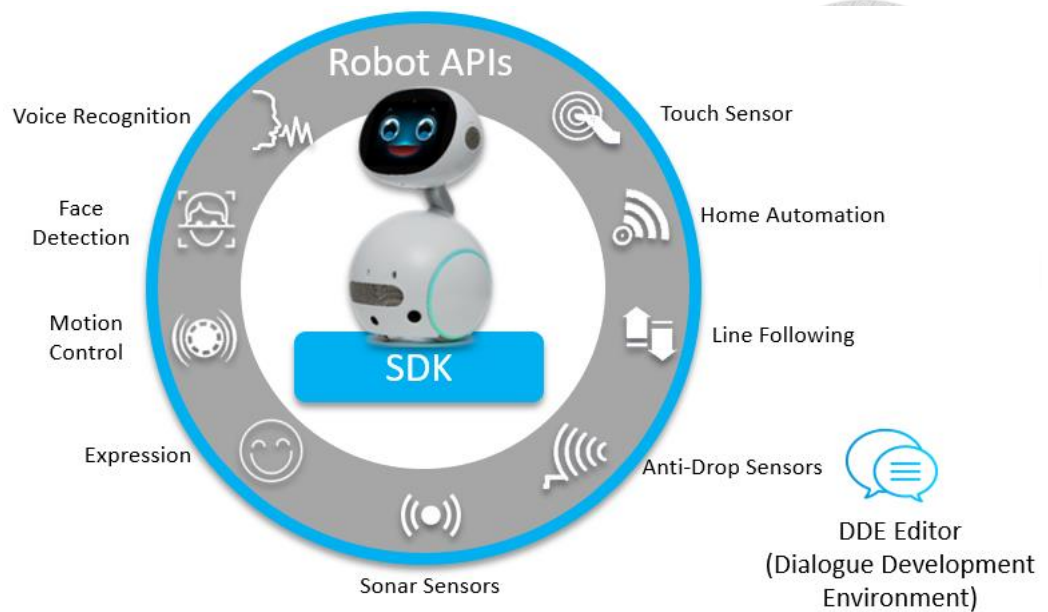 Robot APIs
Voice Recognition
Touch Sensor
Face
Detection
Home Automation
Motion
Control
Line Following
SDK
Expression
Anti-Drop Sensors
Sonar Sensors
DDE Editor
(Dialogue Development
Environment)